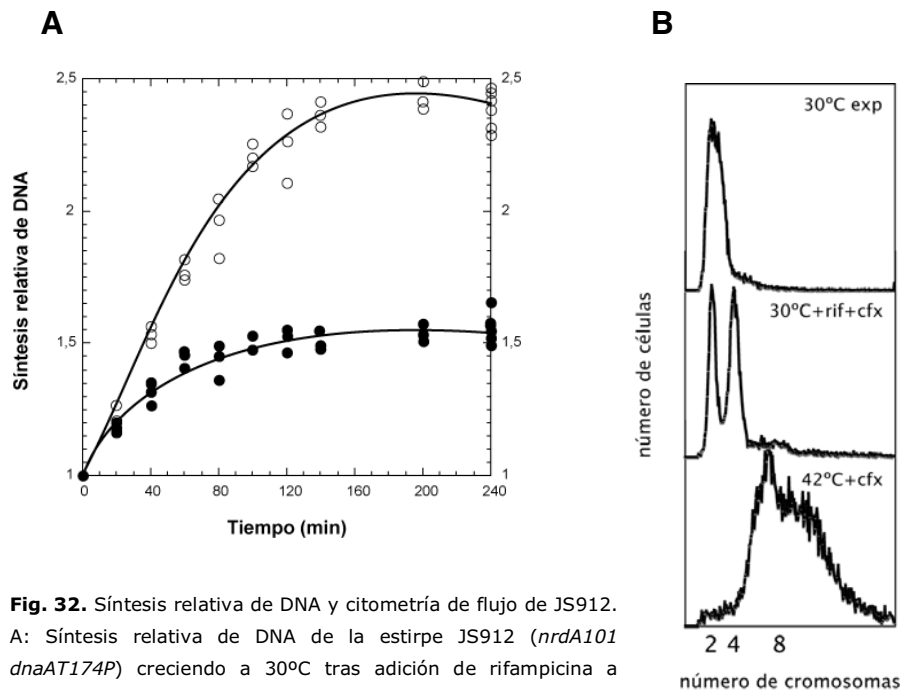 A
B
2,5
2
1,5
1
2,5
2
1,5
1
Síntesis relativa de DNA
0 40 80 120 160 200 240
Tiempo (min)
30ºC exp
30ºC+rif+cfx
42ºC+cfx
número de células
2 4 8
número de cromosomas
Fig. 32. Síntesis relativa de DNA y citometría de flujo de JS912.
A: Síntesis relativa de DNA de la estirpe JS912 (nrdA101
dnaAT174P) creciendo a 30ºC tras adición de rifampicina a